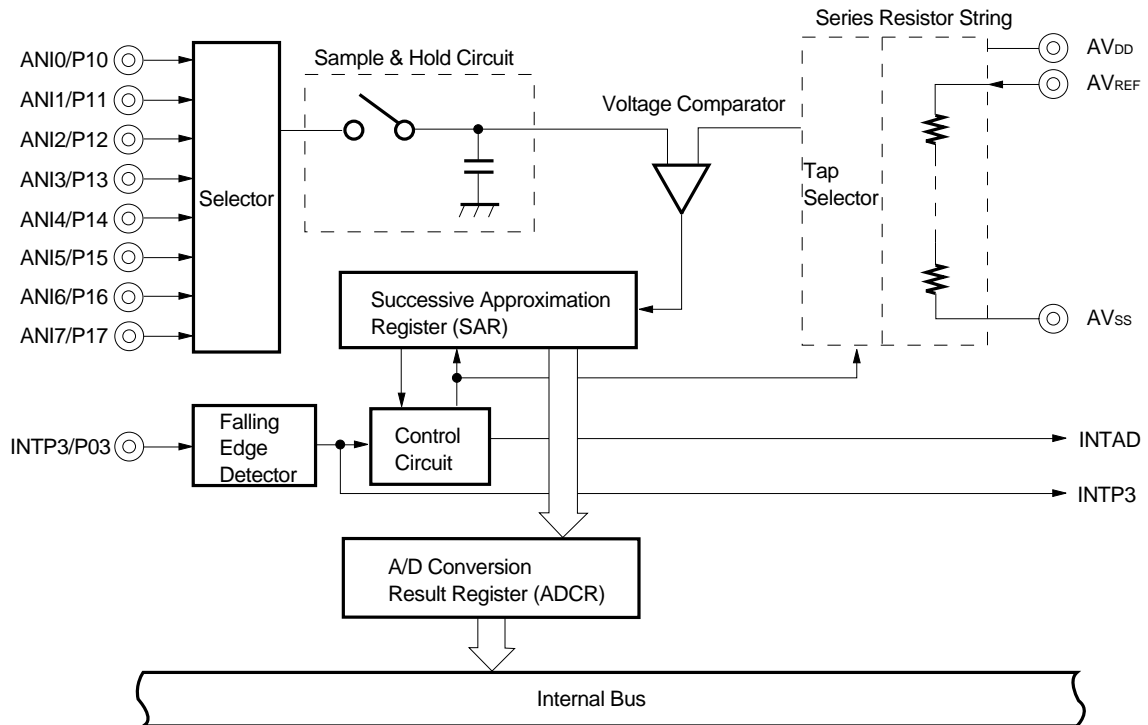 Series Resistor String
ANI0/P10
ANI1/P11
ANI2/P12
ANI3/P13
ANI4/P14
ANI5/P15
ANI6/P16
ANI7/P17
Selector
Sample & Hold Circuit
Voltage Comparator
Tap
Selector
AVDD
AVREF
AVSS
Successive Approximation
Register (SAR)
INTP3/P03
Falling
Edge
Detector
Control
Circuit
INTAD
INTP3
A/D Conversion
Result Register (ADCR)
Internal Bus